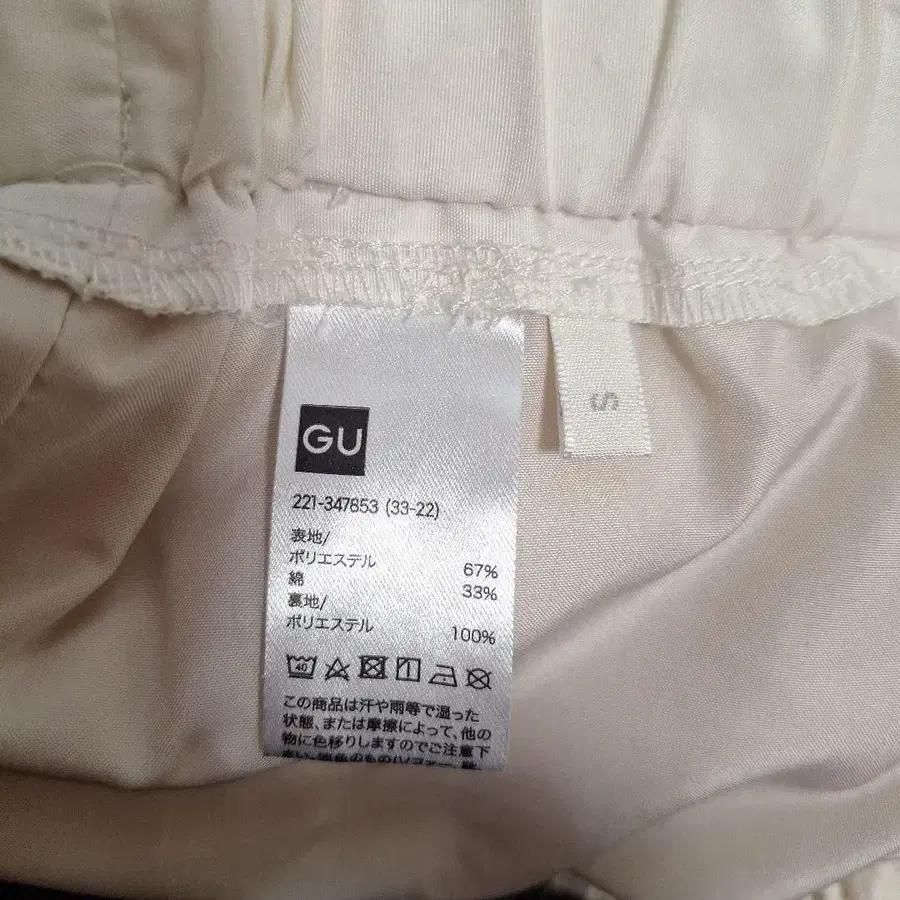 GU
221-347853 (33-22)
表地/
ポリエステル 67%
綿 33%
裏地/
ポリエステル 100%
40
この商品は汗や雨等で湿った
状態、または摩擦によって、他の
物に色移りしますのでご注意下
S